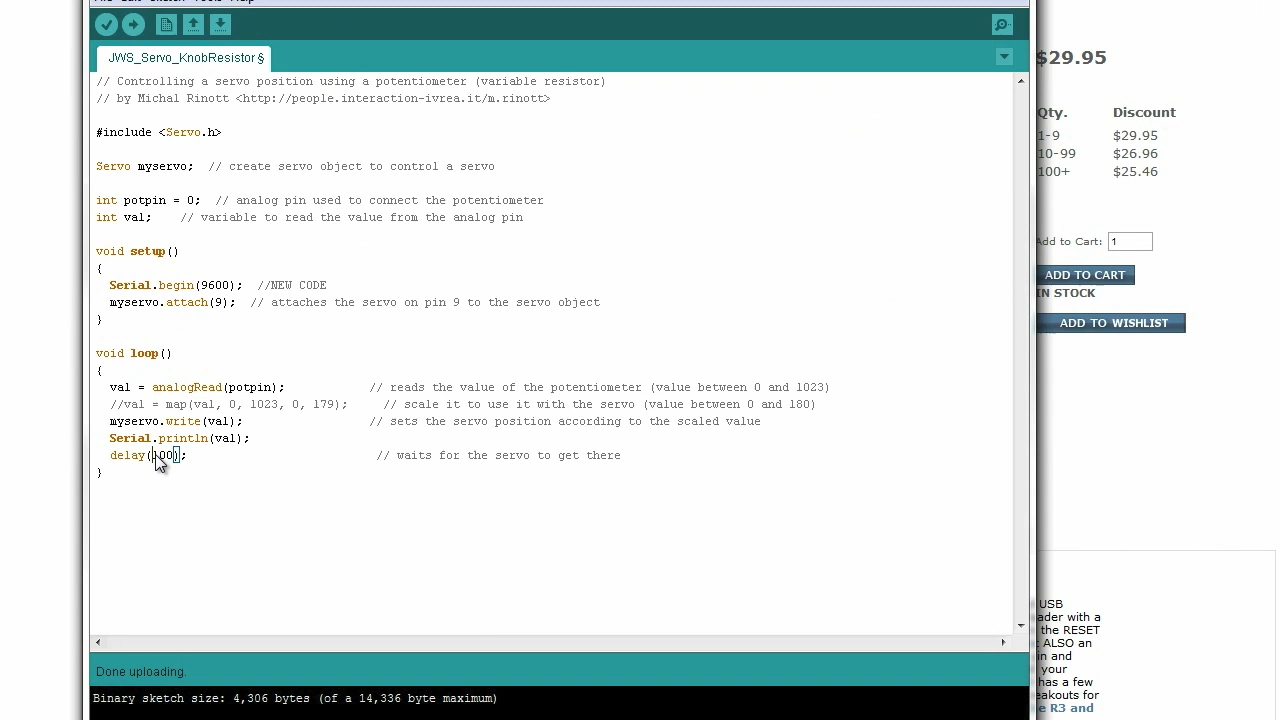 JWS_Servo_KnobResistor §
// Controlling a servo position using a potentiometer (variable resistor)
// by Michal Rinott <http://people.interaction-ivrea.it/m.rinott>
#include <Servo.h>
Servo myservo;  // create servo object to control a servo
int potpin = 0;  // analog pin used to connect the potentiometer
int val;    // variable to read the value from the analog pin
void setup()
{
Serial.begin(9600);  //NEW CODE
myservo.attach(9);  // attaches the servo on pin 9 to the servo object
}
void loop()
{
val = analogRead(potpin);            // reads the value of the potentiometer (value between 0 and 1023)
//val = map(val, 0, 1023, 0, 179);     // scale it to use it with the servo (value between 0 and 180)
myservo.write(val);                  // sets the servo position according to the scaled value
Serial.println(val);
delay(100);                           // waits for the servo to get there
}
Done uploading.
Binary sketch size: 4,306 bytes (of a 14,336 byte maximum)
$29.95
Qty. Discount
1-9 $29.95
10-99 $26.96
100+ $25.46
Add to Cart: 1
ADD TO CART
IN STOCK
ADD TO WISHLIST
USB
ader with a
the RESET
ALSO an
in and
your
has a few
eakouts for
e R3 and